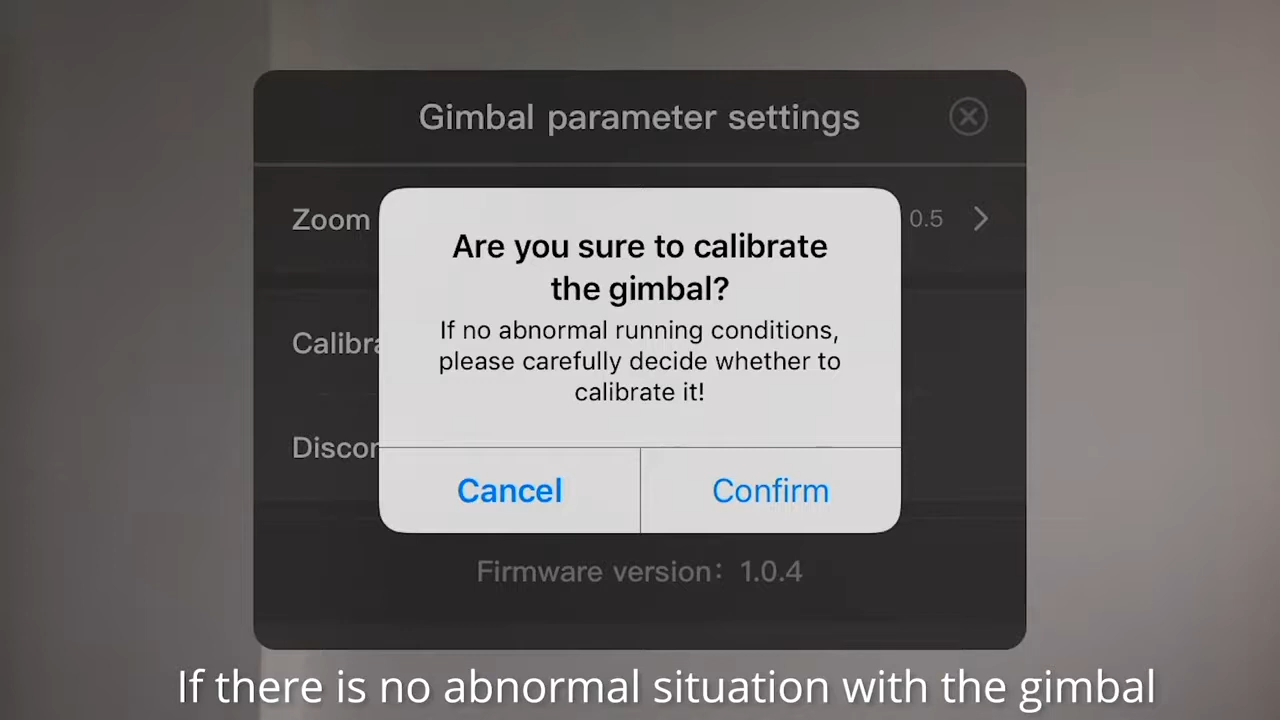 Gimbal parameter settings
Zoom
0.5
Are you sure to calibrate
the gimbal?
If no abnormal running conditions,
please carefully decide whether to
calibrate it!
Cancel
Confirm
Firmware version: 1.0.4
If there is no abnormal situation with the gimbal